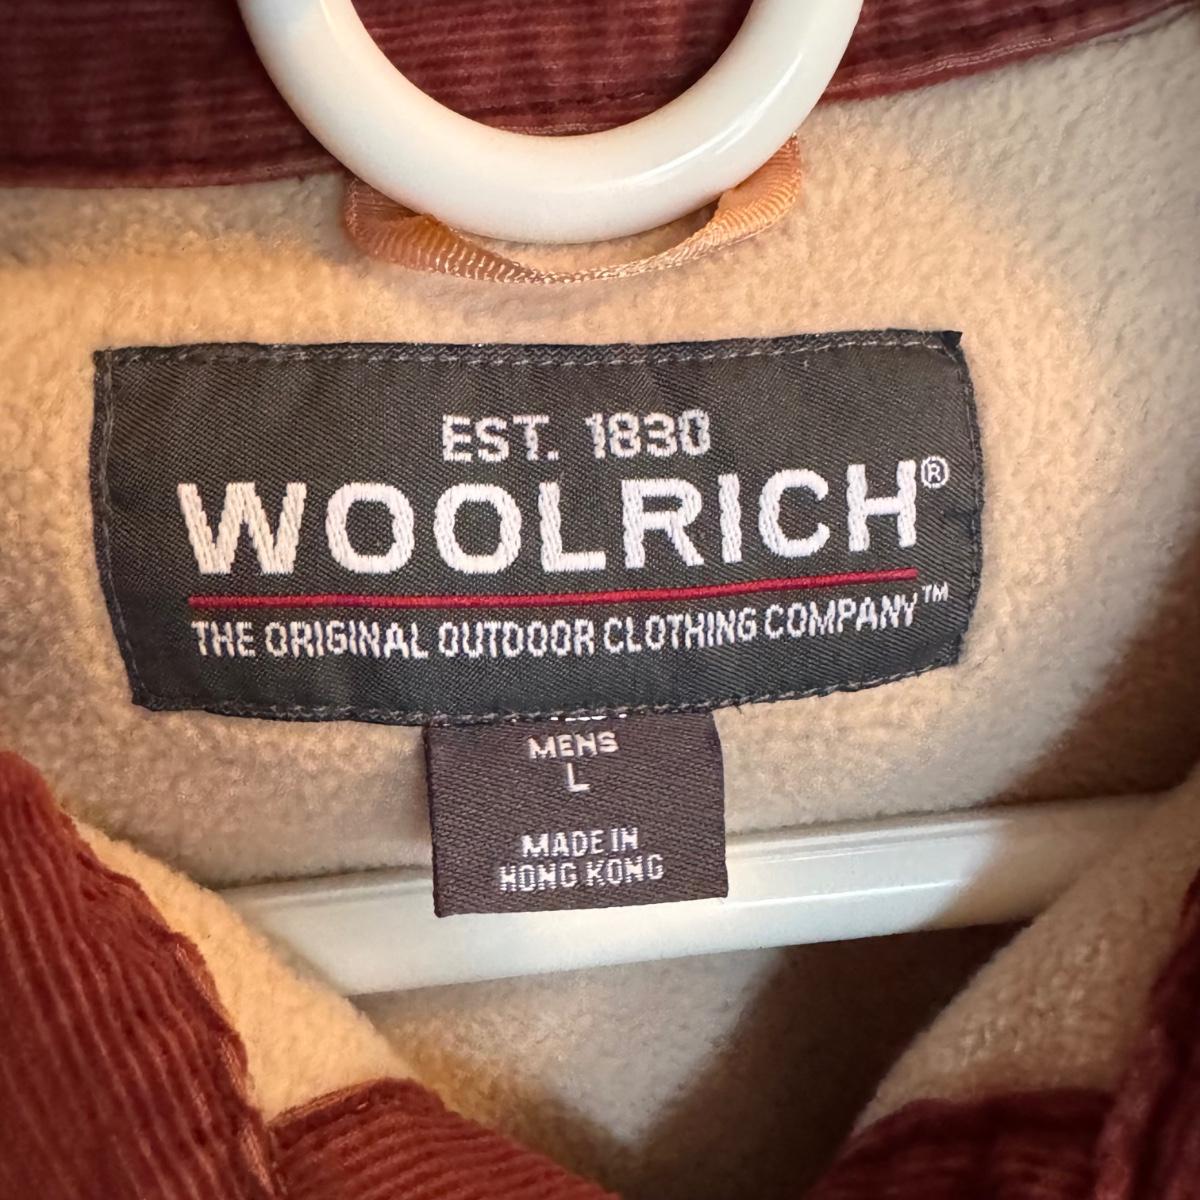 EST. 1830
WOOLRICH®
THE ORIGINAL OUTDOOR CLOTHING COMPANY™
MENS
L
MADE IN
HONG KONG